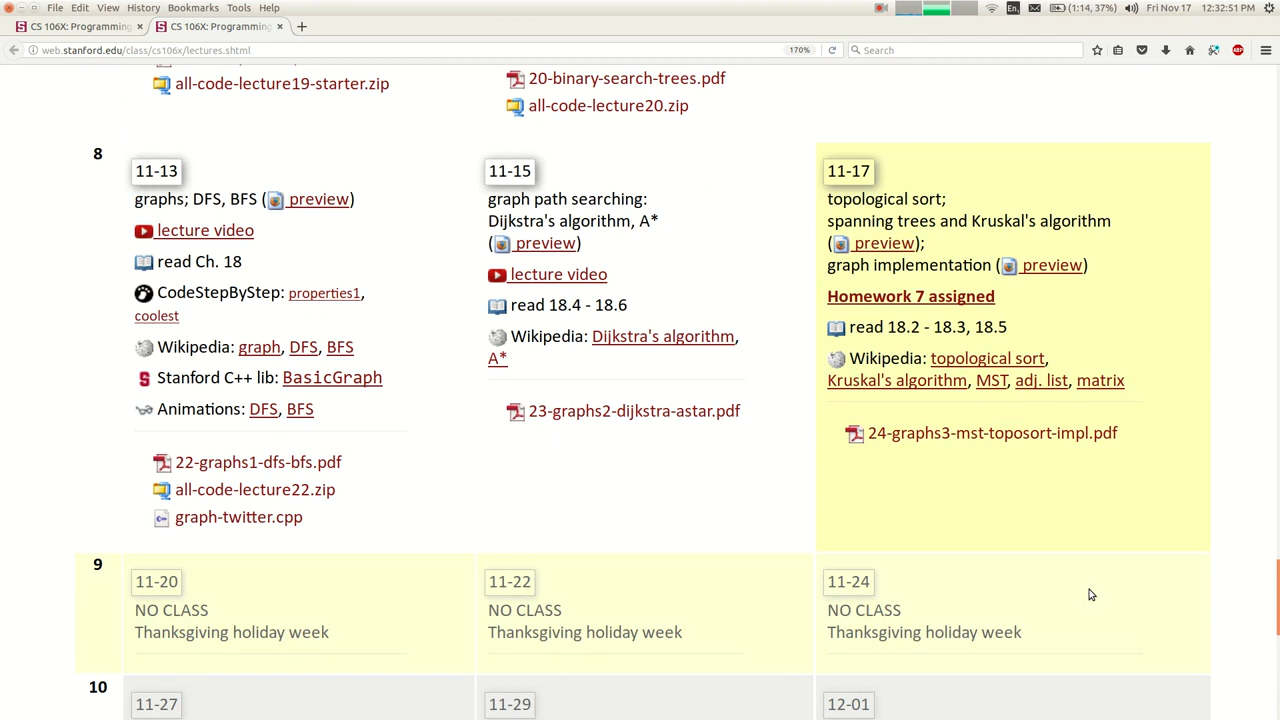 File Edit View History Bookmarks Tools Help
En
(1:14, 37%)
Fri Nov 17 12:32:51 PM
CS 106X: Programming
CS 106X: Programming
web.stanford.edu/class/cs106x/lectures.shtml
170%
Search
ABP
all-code-lecture19-starter.zip
20-binary-search-trees.pdf
all-code-lecture20.zip
8
11-13
graphs; DFS, BFS ( preview)
lecture video
read Ch. 18
CodeStepByStep: properties1,
coolest
Wikipedia: graph, DFS, BFS
Stanford C++ lib: BasicGraph
Animations: DFS, BFS
22-graphs1-dfs-bfs.pdf
all-code-lecture22.zip
graph-twitter.cpp
11-15
graph path searching:
Dijkstra's algorithm, A*
( preview)
lecture video
read 18.4 - 18.6
Wikipedia: Dijkstra's algorithm,
A*
23-graphs2-dijkstra-astar.pdf
11-17
topological sort;
spanning trees and Kruskal's algorithm
( preview);
graph implementation ( preview)
Homework 7 assigned
read 18.2 - 18.3, 18.5
Wikipedia: topological sort,
Kruskal's algorithm, MST, adj. list, matrix
24-graphs3-mst-toposort-impl.pdf
9
11-20
NO CLASS
Thanksgiving holiday week
11-22
NO CLASS
Thanksgiving holiday week
11-24
NO CLASS
Thanksgiving holiday week
10
11-27
11-29
12-01